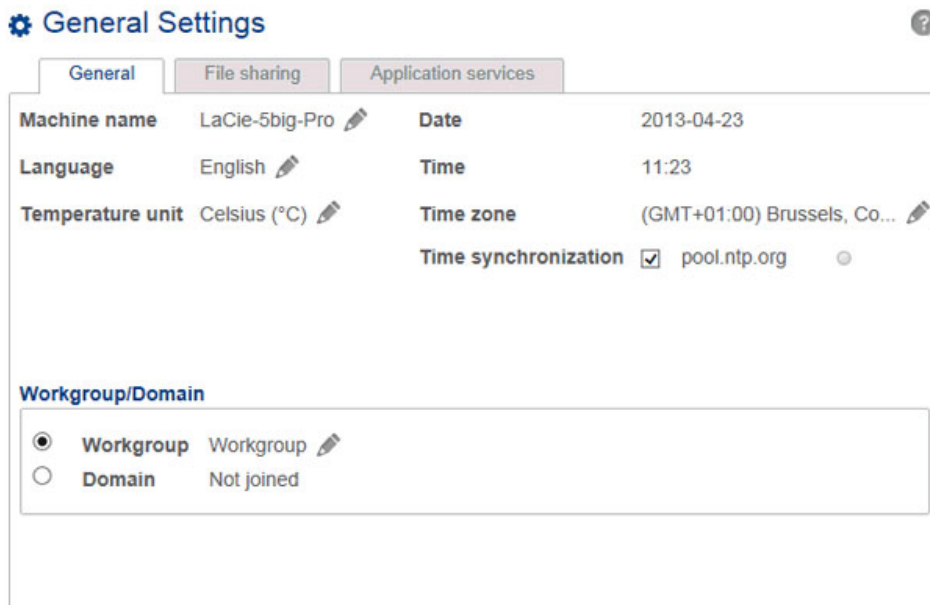 General Settings
?
General File sharing Application services
Machine name LaCie-5big-Pro Date 2013-04-23
Language English Time 11:23
Temperature unit Celsius (°C) Time zone (GMT+01:00) Brussels, Co...
Time synchronization pool.ntp.org
Workgroup/Domain
Workgroup Workgroup
Domain Not joined